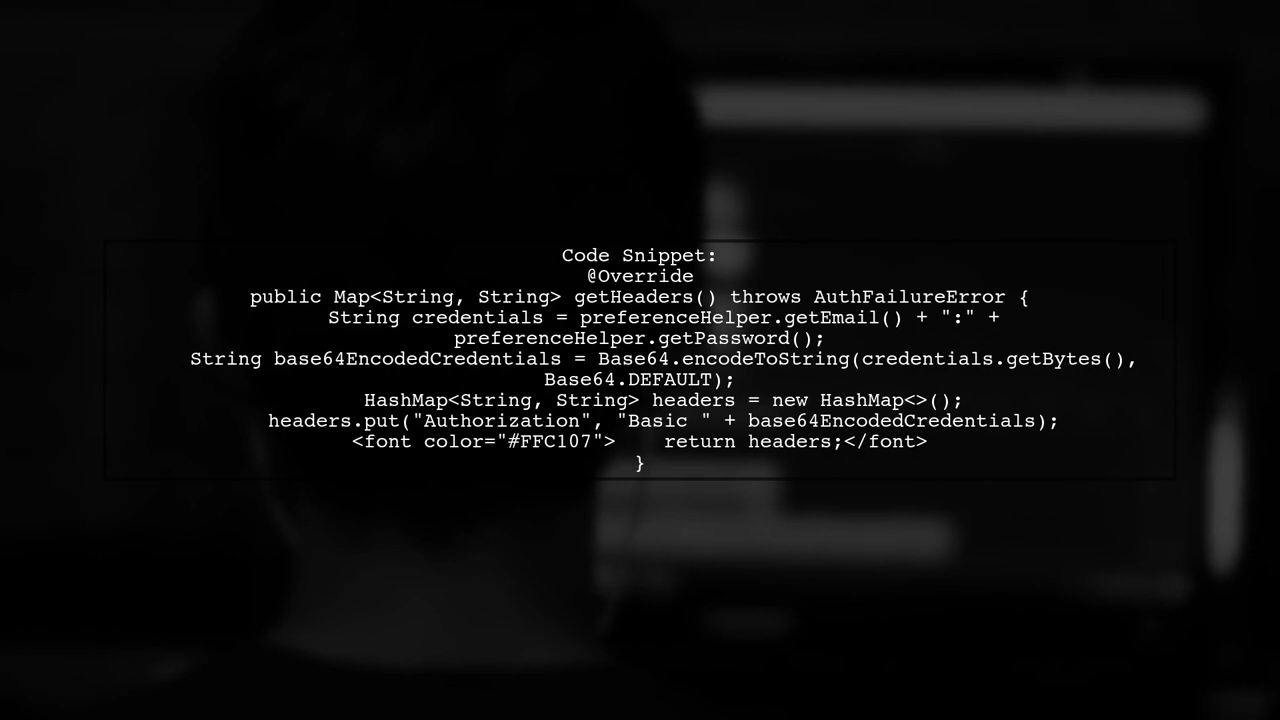 Code Snippet:
@Override
public Map<String, String> getHeaders() throws AuthFailureError {
String credentials = preferenceHelper.getEmail() + ":" +
preferenceHelper.getPassword();
String base64EncodedCredentials = Base64.encodeToString(credentials.getBytes(),
Base64.DEFAULT);
HashMap<String, String> headers = new HashMap<>();
headers.put("Authorization", "Basic " + base64EncodedCredentials);
<font color="#FFC107">    return headers;</font>
}